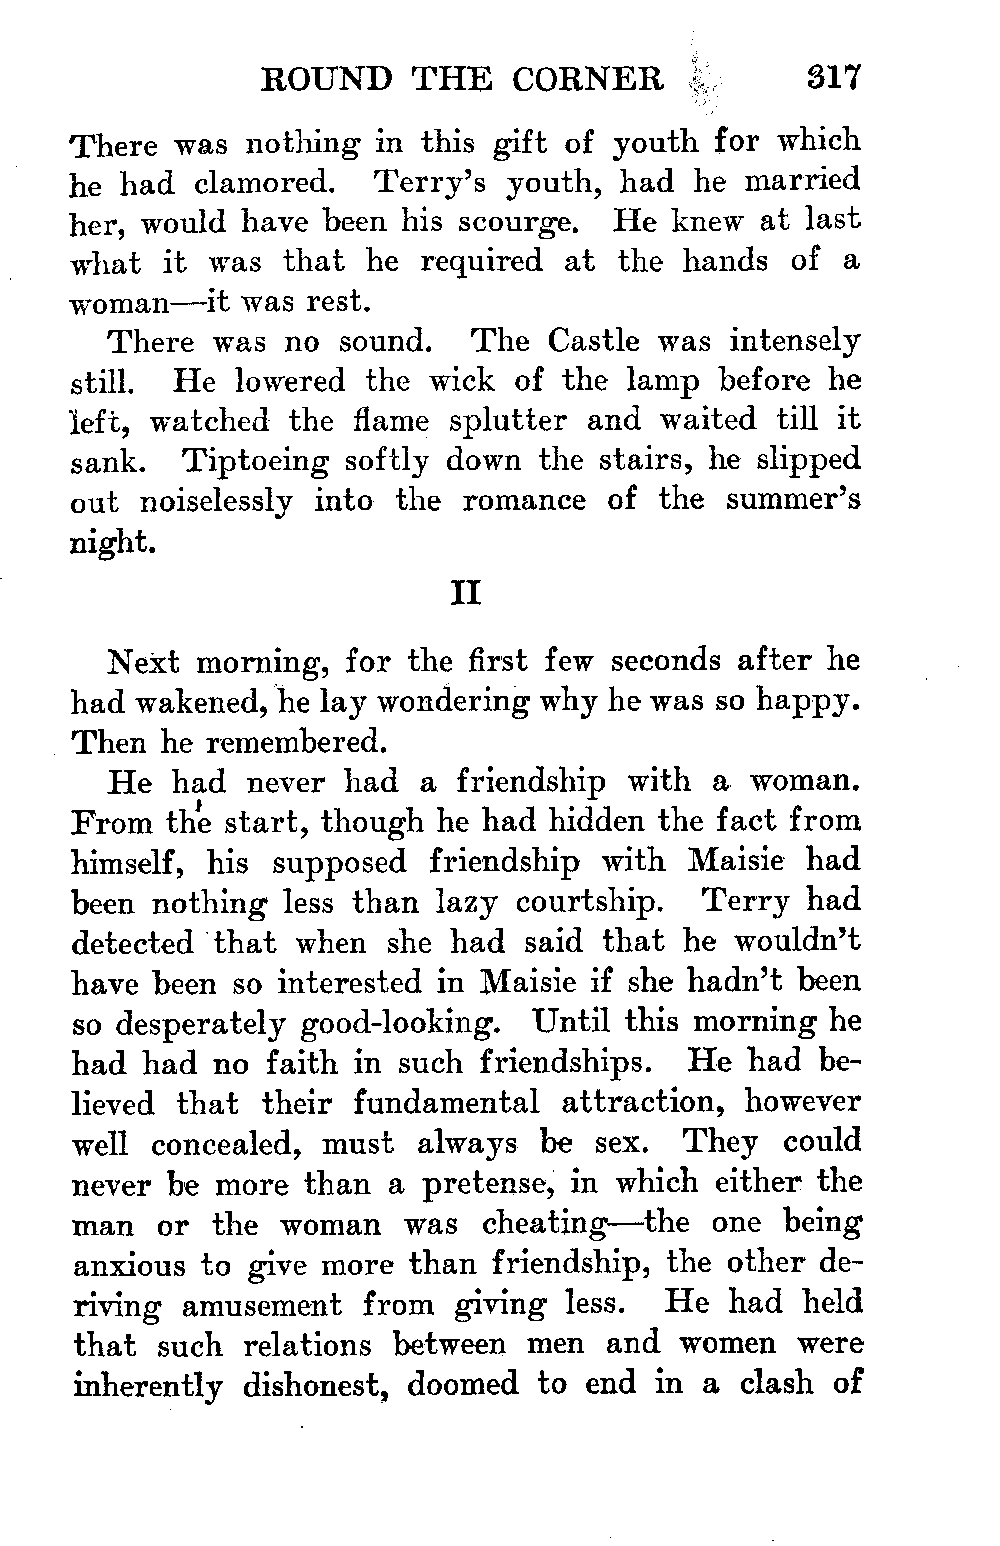 ROUND THE CORNER 317
There was nothing in this gift of youth for which
he had clamored. Terry's youth, had he married
her, would have been his scourge. He knew at last
what it was that he required at the hands of a
woman—it was rest.
There was no sound. The Castle was intensely
still. He lowered the wick of the lamp before he
left, watched the flame splutter and waited till it
sank. Tiptoeing softly down the stairs, he slipped
out noiselessly into the romance of the summer's
night.
II
Next morning, for the first few seconds after he
had wakened, he lay wondering why he was so happy.
Then he remembered.
He had never had a friendship with a woman.
From the start, though he had hidden the fact from
himself, his supposed friendship with Maisie had
been nothing less than lazy courtship. Terry had
detected that when she had said that he wouldn't
have been so interested in Maisie if she hadn't been
so desperately good-looking. Until this morning he
had had no faith in such friendships. He had be-
lieved that their fundamental attraction, however
well concealed, must always be sex. They could
never be more than a pretense, in which either the
man or the woman was cheating—the one being
anxious to give more than friendship, the other de-
riving amusement from giving less. He had held
that such relations between men and women were
inherently dishonest, doomed to end in a clash of